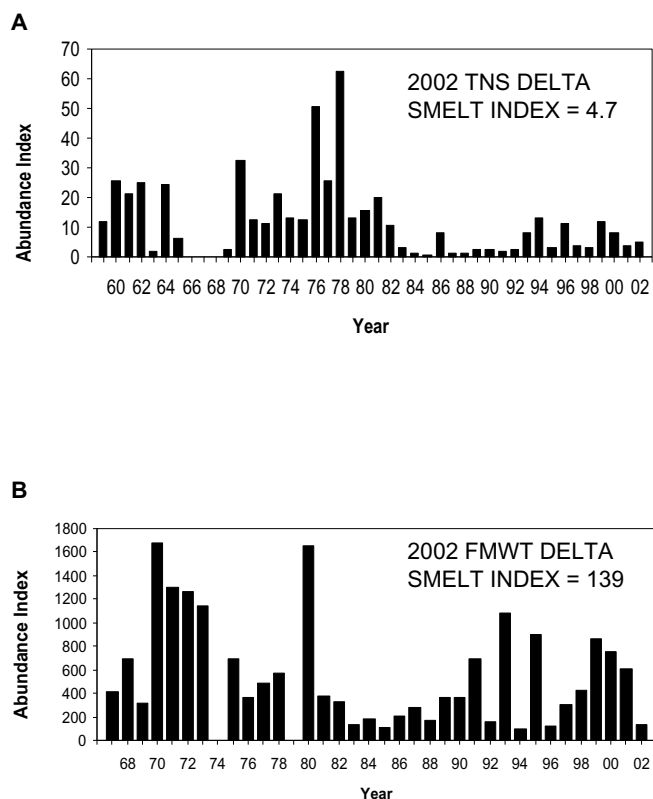 A
70
60
50
40
30
20
10
0
Abundance Index
2002 TNS DELTA
SMELT INDEX = 4.7
60 62 64 66 68 70 72 74 76 78 80 82 84 86 88 90 92 94 96 98 00 02
Year
B
1800
1600
1400
1200
1000
800
600
400
200
0
Abundance Index
2002 FMWT DELTA
SMELT INDEX = 139
68 70 72 74 76 78 80 82 84 86 88 90 92 94 96 98 00 02
Year